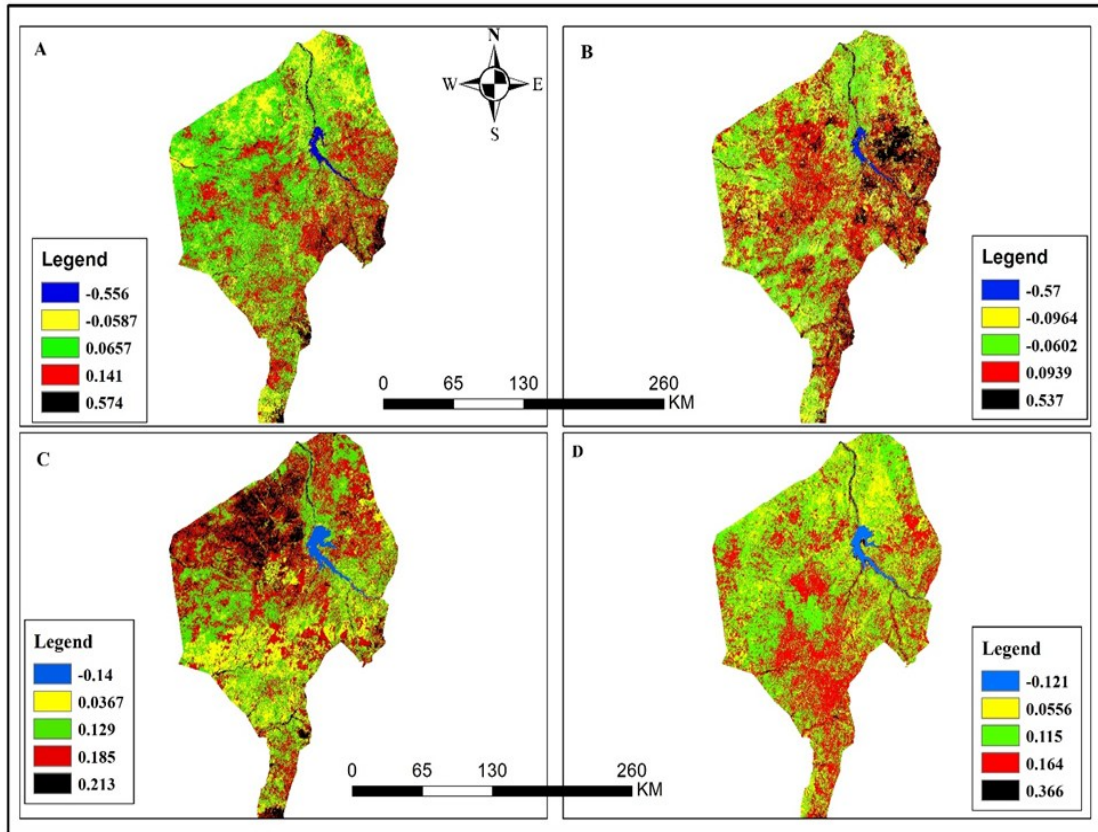 A
N
W E
S
Legend
-0.556
-0.0587
0.0657
0.141
0.574
B
Legend
-0.57
-0.0964
-0.0602
0.0939
0.537
0 65 130 260
KM
C
Legend
-0.14
0.0367
0.129
0.185
0.213
D
Legend
-0.121
0.0556
0.115
0.164
0.366
0 65 130 260
KM